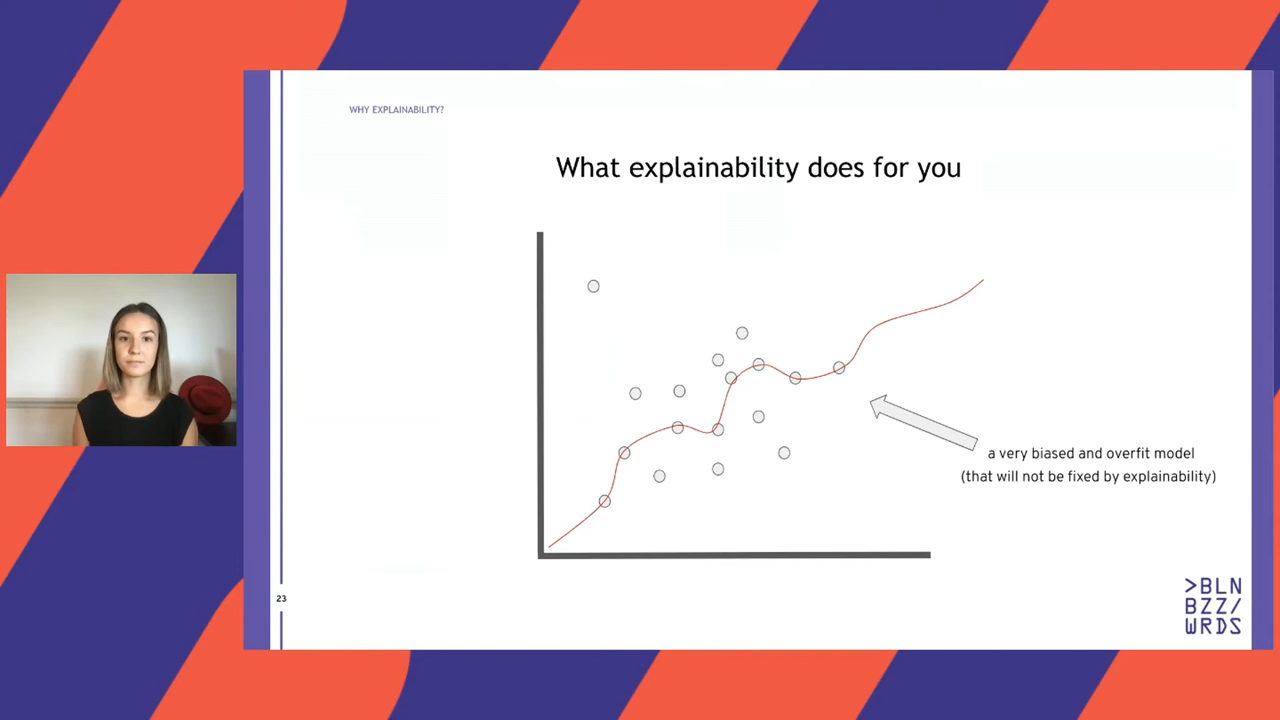 WHY EXPLAINABILITY?
What explainability does for you
a very biased and overfit model
(that will not be fixed by explainability)
23
>BLN
BZZ/
WRDS